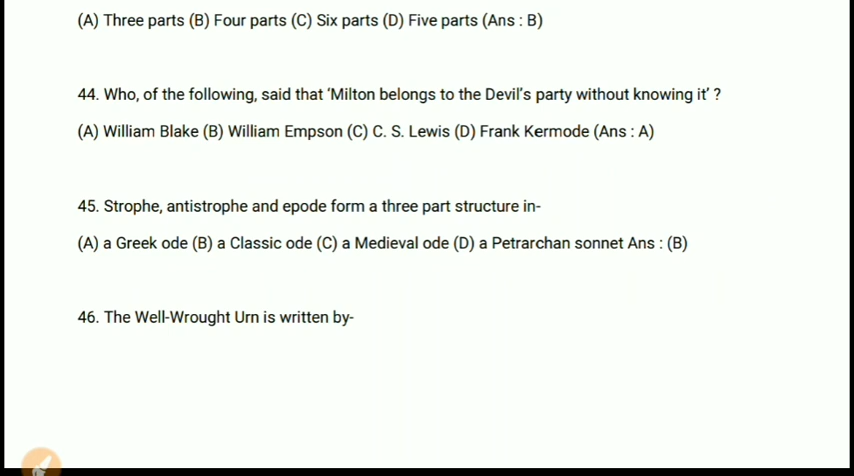 (A) Three parts (B) Four parts (C) Six parts (D) Five parts (Ans : B)
44. Who, of the following, said that ‘Milton belongs to the Devil’s party without knowing it’ ?
(A) William Blake (B) William Empson (C) C. S. Lewis (D) Frank Kermode (Ans : A)
45. Strophe, antistrophe and epode form a three part structure in-
(A) a Greek ode (B) a Classic ode (C) a Medieval ode (D) a Petrarchan sonnet Ans : (B)
46. The Well-Wrought Urn is written by-